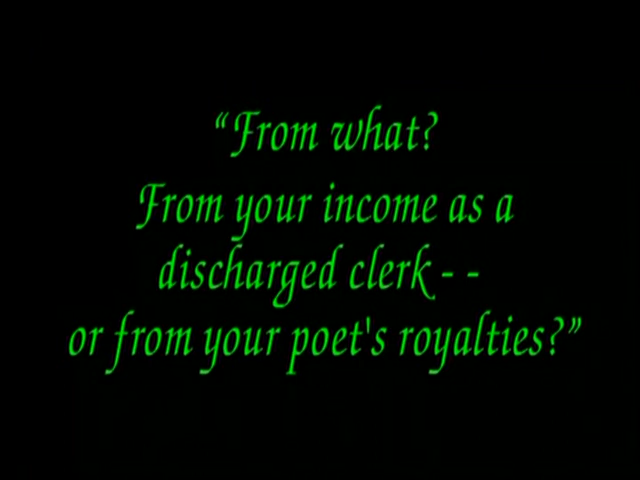 “From what?
From your income as a
discharged clerk - -
or from your poet's royalties?”